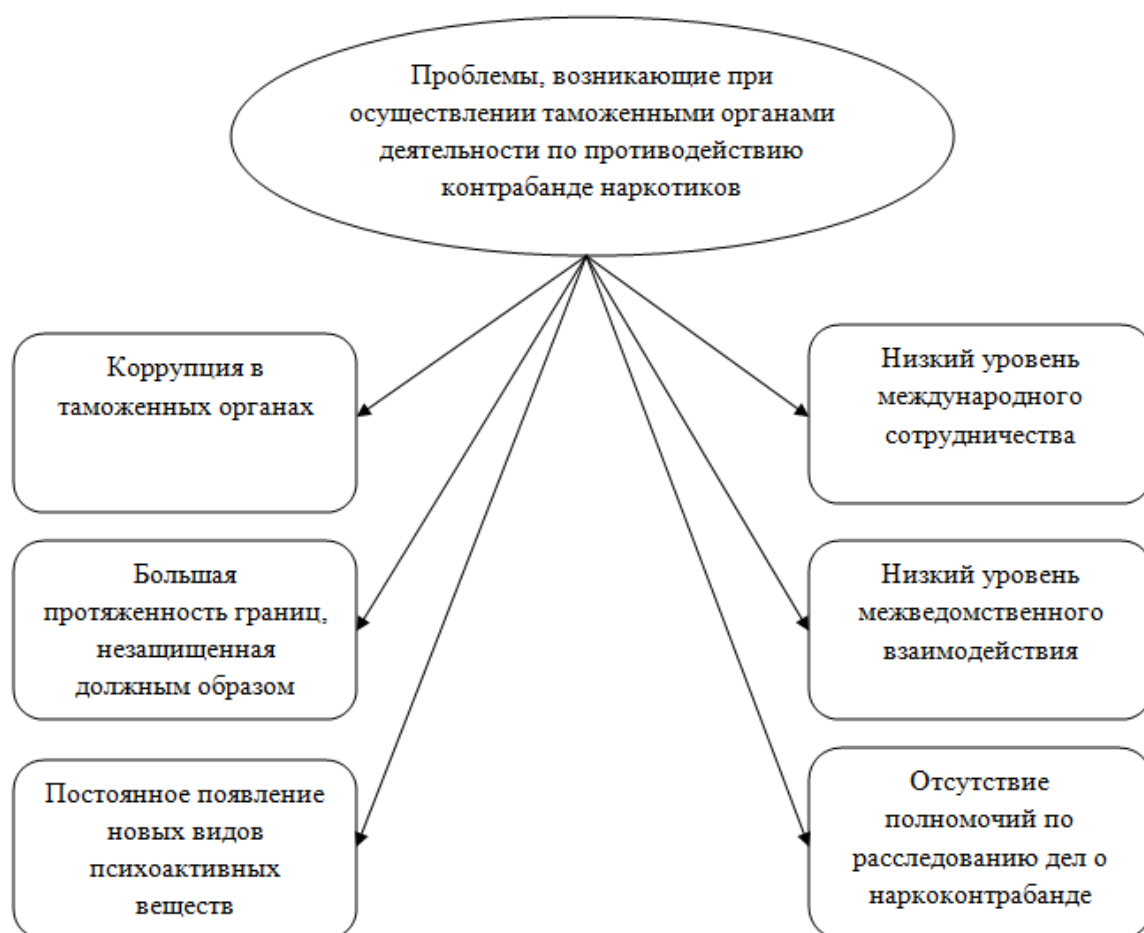 Проблемы, возникающие при
осуществлении таможенными органами
деятельности по противодействию
контрабанде наркотиков
Коррупция в
таможенных органах
Большая
протяженность границ,
незащищенная
должным образом
Постоянное появление
новых видов
психоактивных
веществ
Низкий уровень
международного
сотрудничества
Низкий уровень
межведомственного
взаимодействия
Отсутствие
полномочий по
расследованию дел о
наркоконтрабанде